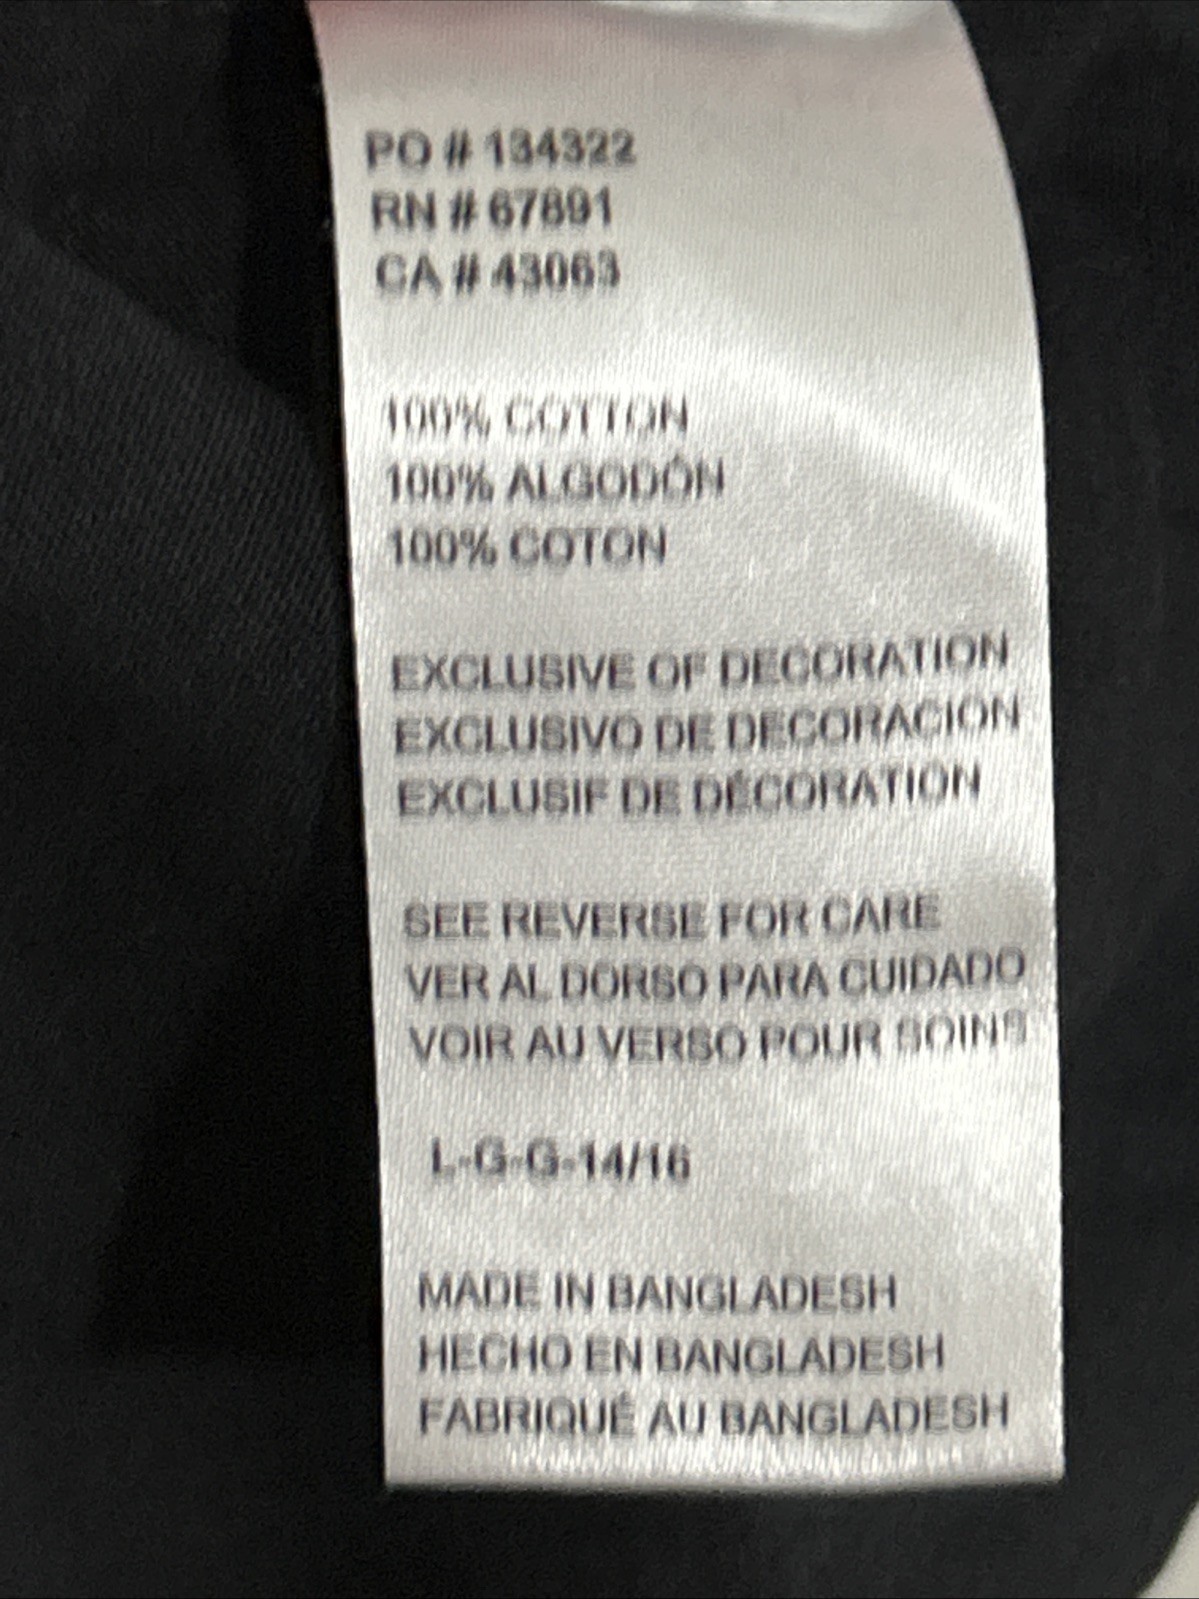 PO # 134322
RN # 67891
CA # 43063
100% COTTON
100% ALGODÓN
100% COTON
EXCLUSIVE OF DECORATION
EXCLUSIVO DE DECORACION
EXCLUSIF DE DÉCORATION
SEE REVERSE FOR CARE
VER AL DORSO PARA CUIDADO
VOIR AU VERSO POUR SOINS
L-G-G-14/16
MADE IN BANGLADESH
HECHO EN BANGLADESH
FABRIQUÉ AU BANGLADESH